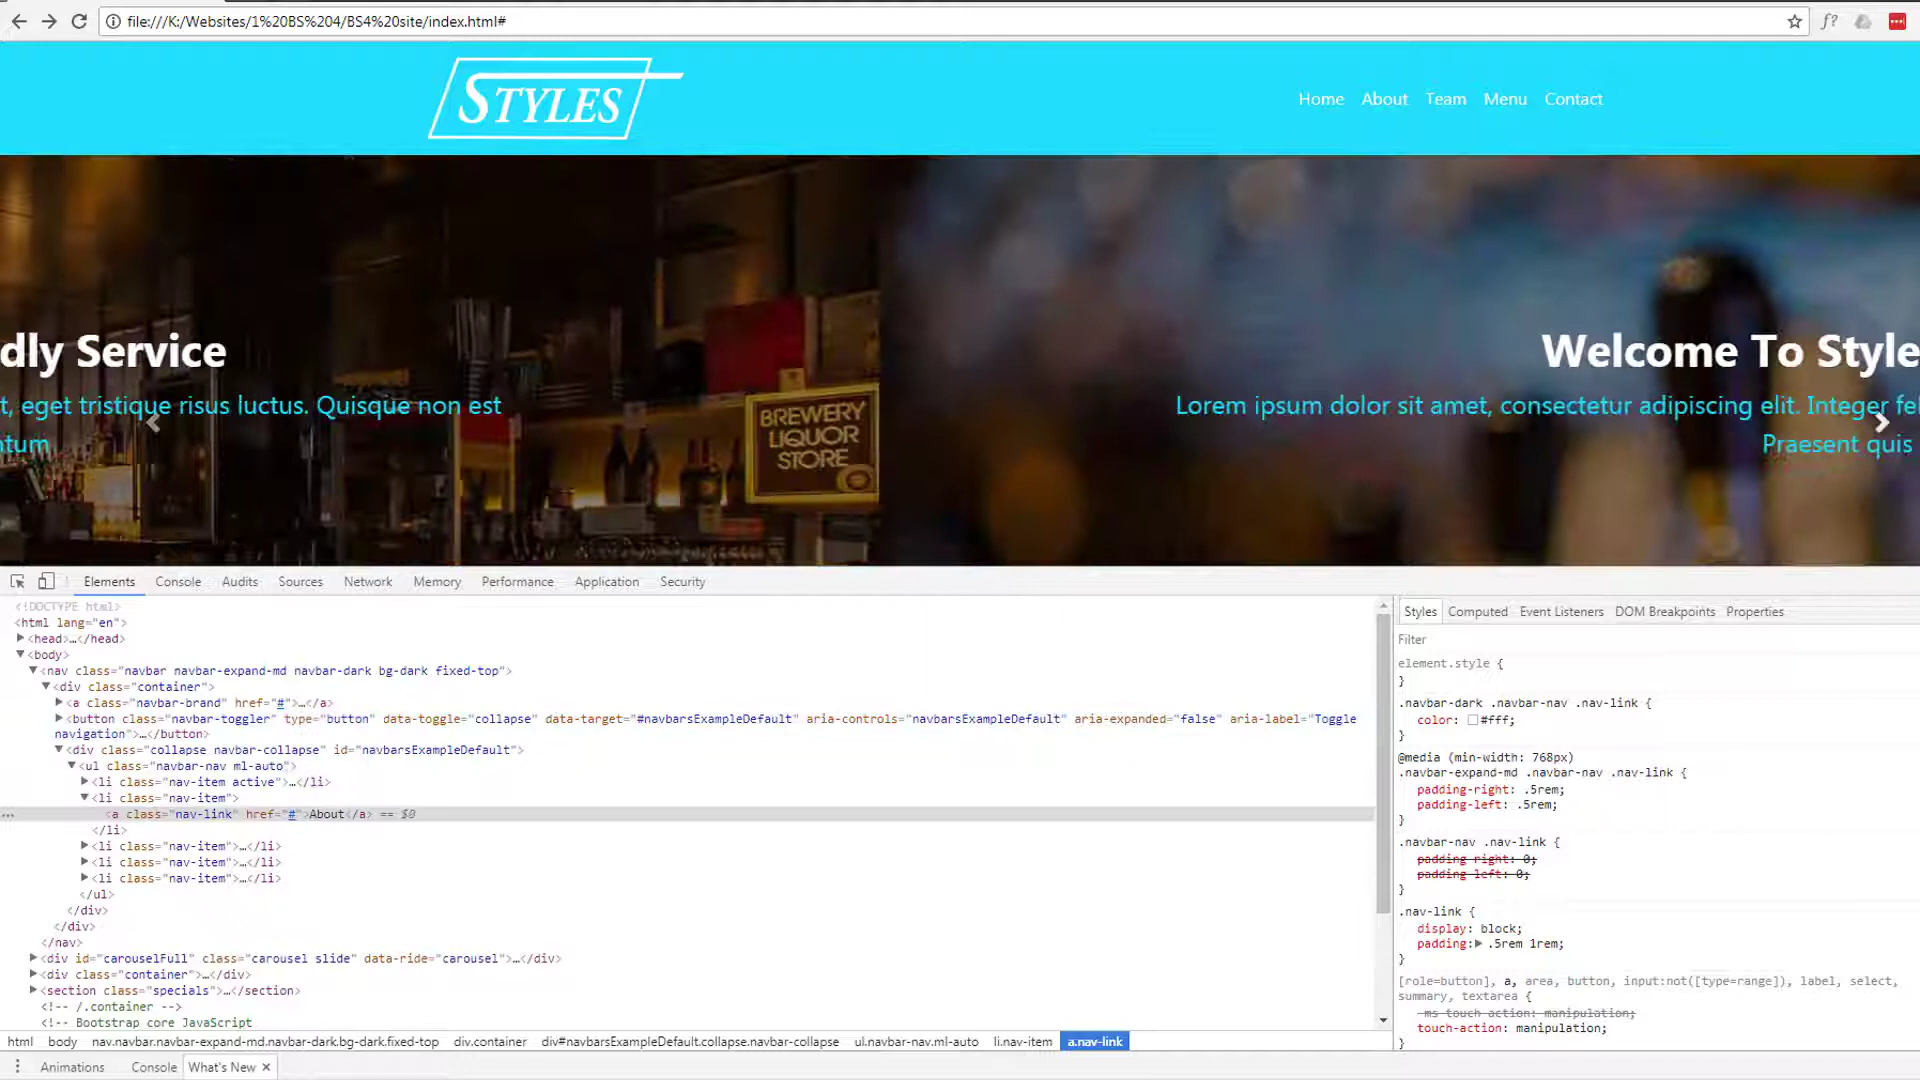 file:///K:/Websites/1%20BS%204/BS4%20site/index.html#
f?
STYLES
Home About Team Menu Contact
dly Service
Welcome To Style
t, eget tristique risus luctus. Quisque non est
Lorem ipsum dolor sit amet, consectetur adipiscing elit. Integer fel
ntum
Praesent quis
BREWERY
LIQUOR
STORE
Elements Console Audits Sources Network Memory Performance Application Security
<!DOCTYPE html>
<html lang="en">
<head>…</head>
<body>
<nav class="navbar navbar-expand-md navbar-dark bg-dark fixed-top">
<div class="container">
<a class="navbar-brand" href="#">…</a>
<button class="navbar-toggler" type="button" data-toggle="collapse" data-target="#navbarsExampleDefault" aria-controls="navbarsExampleDefault" aria-expanded="false" aria-label="Toggle
navigation">…</button>
<div class="collapse navbar-collapse" id="navbarsExampleDefault">
<ul class="navbar-nav ml-auto">
<li class="nav-item active">…</li>
<li class="nav-item">
<a class="nav-link" href="#">About</a> == $0
</li>
<li class="nav-item">…</li>
<li class="nav-item">…</li>
<li class="nav-item">…</li>
</ul>
</div>
</div>
</nav>
<div id="carouselFull" class="carousel slide" data-ride="carousel">…</div>
<div class="container">…</div>
<section class="specials">…</section>
<!-- /.container -->
<!-- Bootstrap core JavaScript
html body nav.navbar.navbar-expand-md.navbar-dark.bg-dark.fixed-top div.container div#navbarsExampleDefault.collapse.navbar-collapse ul.navbar-nav.ml-auto li.nav-item a.nav-link
Animations Console What's New ×
Styles Computed Event Listeners DOM Breakpoints Properties
Filter
element.style {
}
.navbar-dark .navbar-nav .nav-link {
color: #fff;
}
@media (min-width: 768px)
.navbar-expand-md .navbar-nav .nav-link {
padding-right: .5rem;
padding-left: .5rem;
}
.navbar-nav .nav-link {
padding-right: 0;
padding-left: 0;
}
.nav-link {
display: block;
padding: .5rem 1rem;
}
[role=button], a, area, button, input:not([type=range]), label, select,
summary, textarea {
-ms-touch-action: manipulation;
touch-action: manipulation;
}